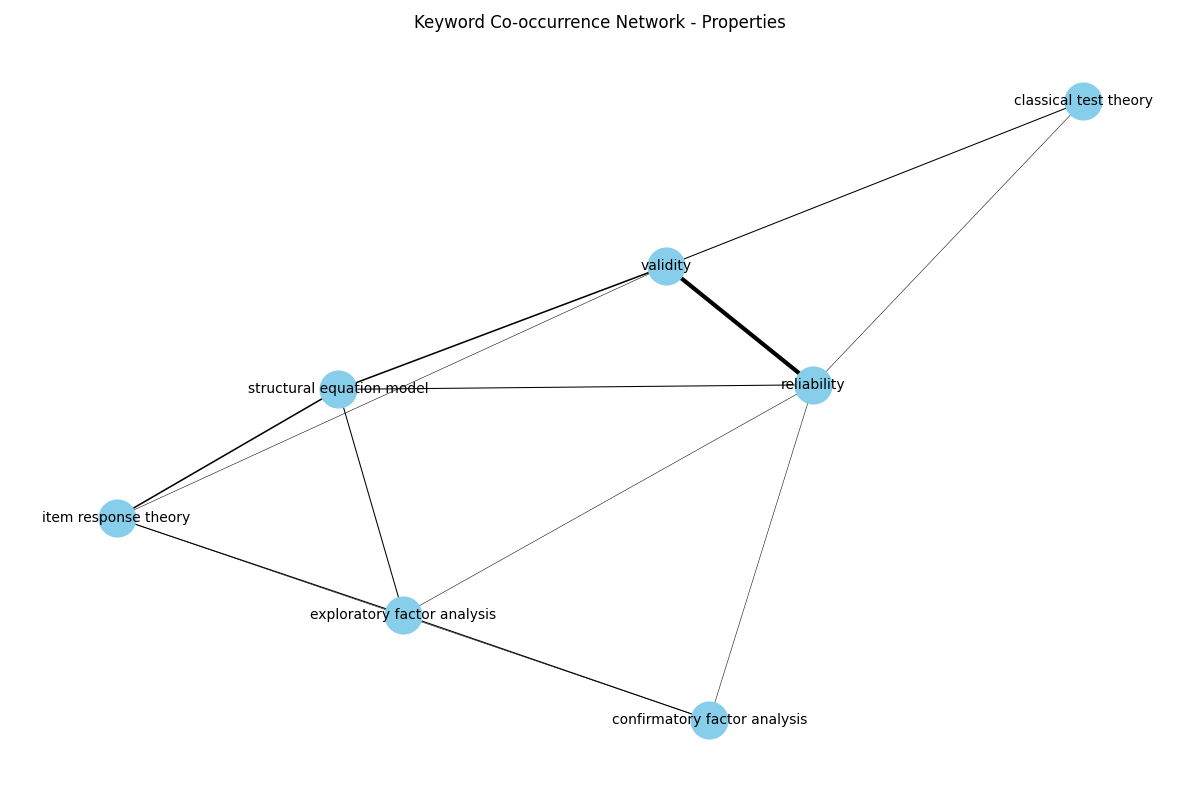 Keyword Co-occurrence Network - Properties
classical test theory
validity
reliability
structural equation model
item response theory
exploratory factor analysis
confirmatory factor analysis